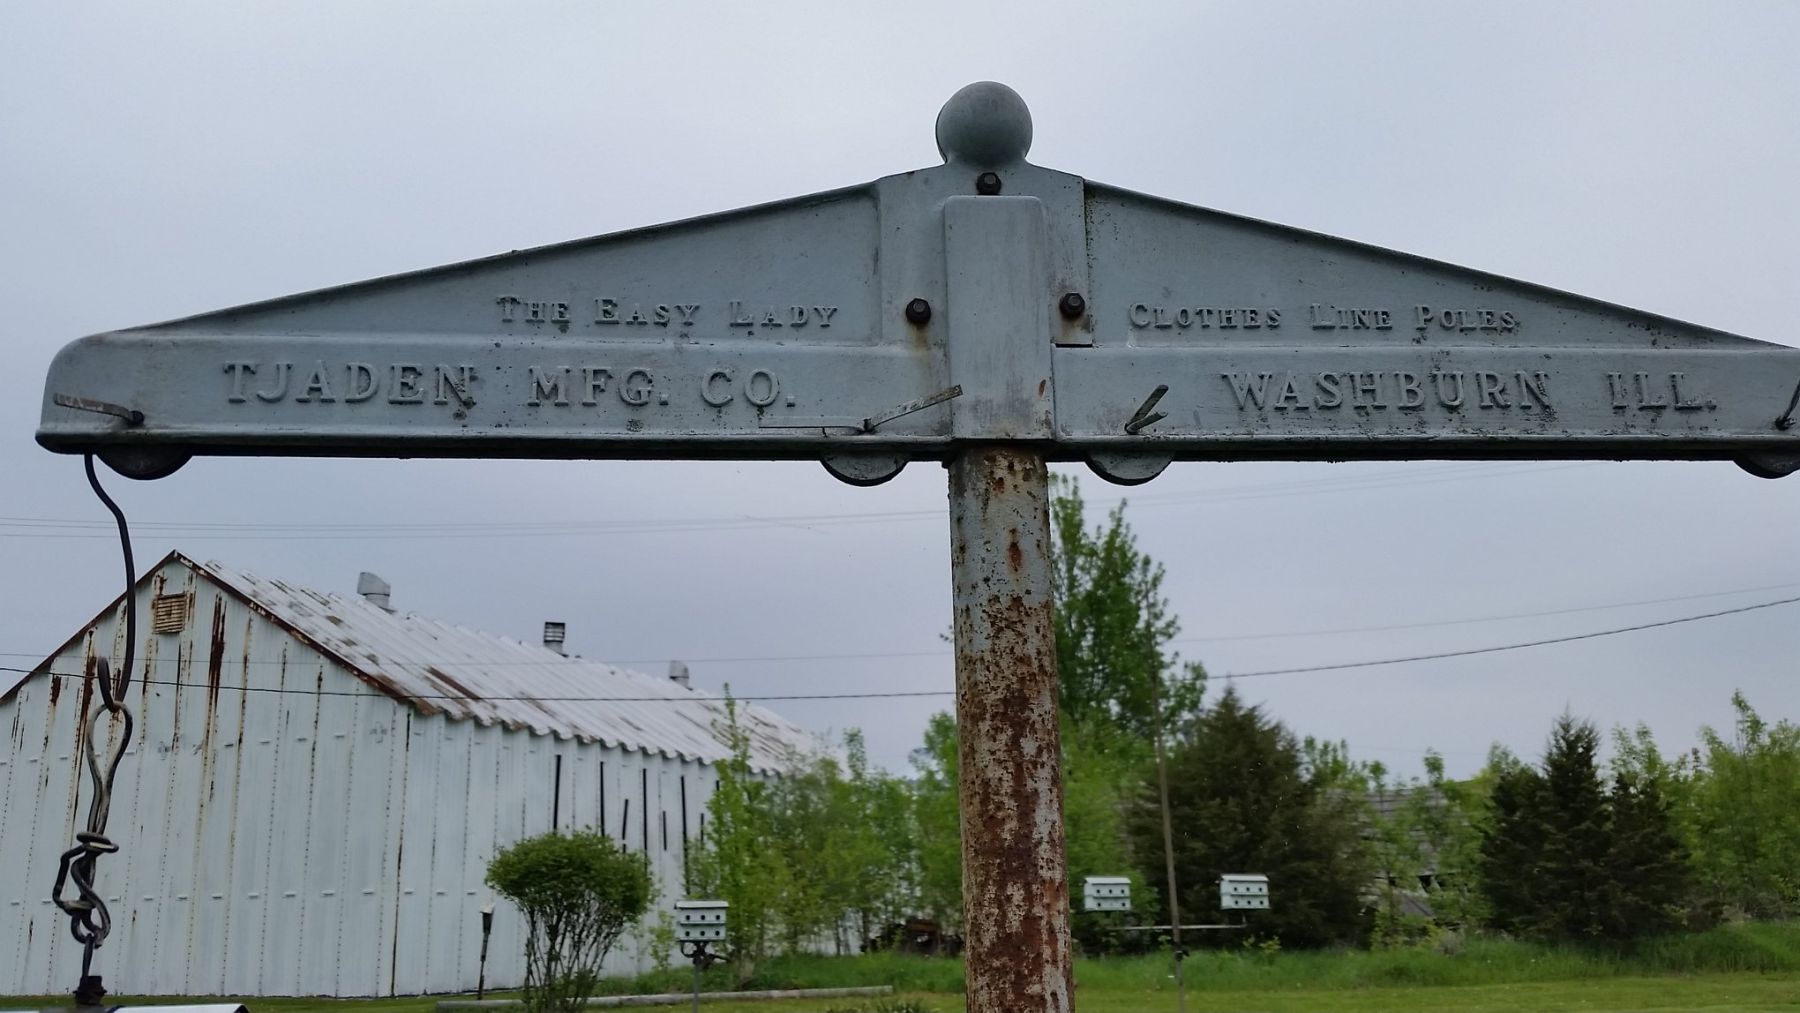 The Easy Lady Clothes Line Poles
TJADEN MFG. CO. WASHBURN ILL.